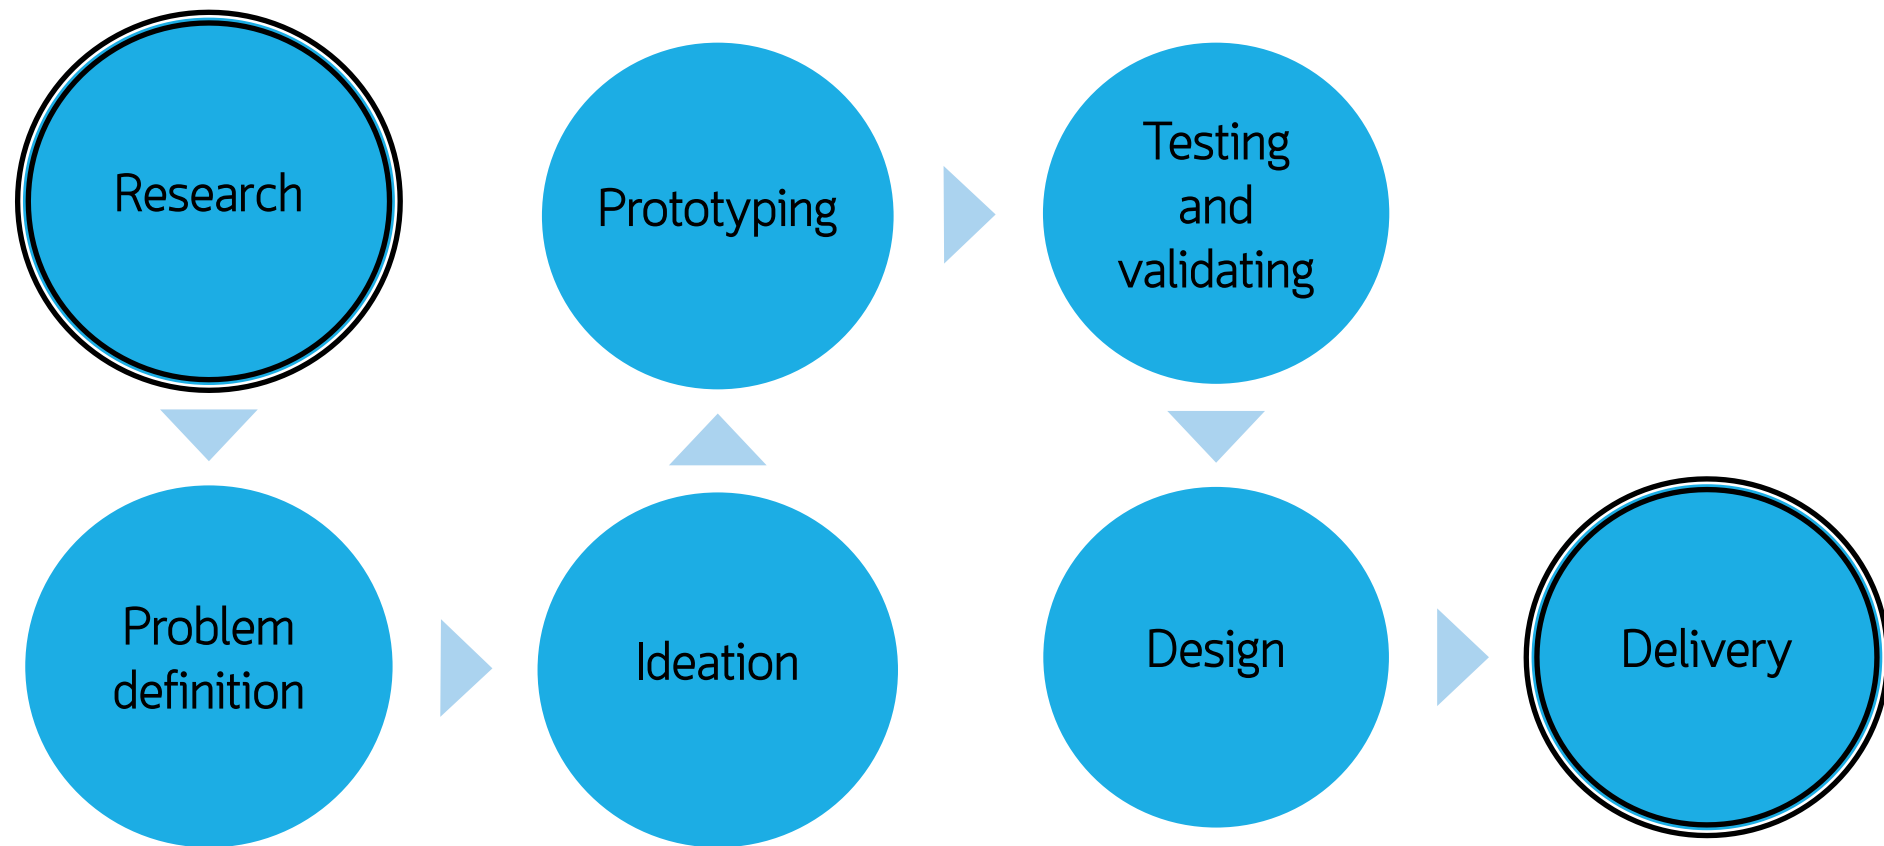 Research
Problem
definition
Ideation
Prototyping
Testing
and
validating
Design
Delivery